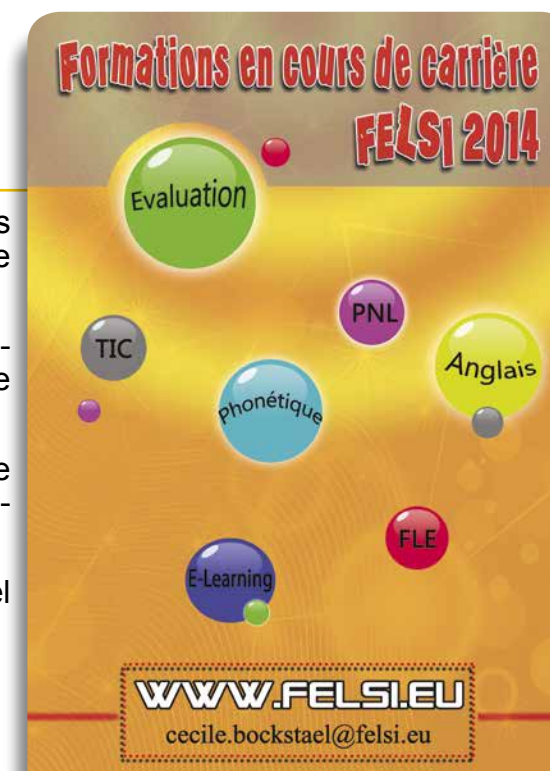 Formations en cours de carrière
FELSI 2014
Evaluation
PNL
TIC
Anglais
Phonétique
FLE
E-Learning
WWW.FELSI.EU
cecile.bockstael@felsi.eu